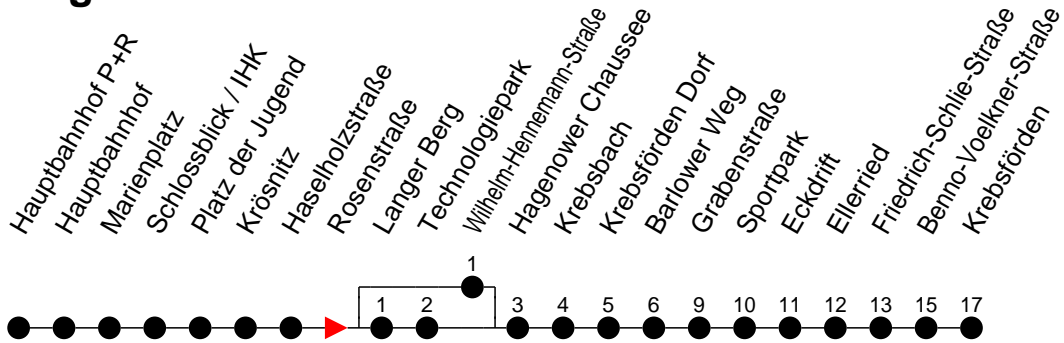 Hauptbahnhof P+R
Hauptbahnhof
Marienplatz
Schlossblick / IHK
Platz der Jugend
Krösnitz
Haselholzstraße
Rosenstraße
Langer Berg
Technologiepark
Wilhelm-Hennemann-Straße
Hagenower Chaussee
Krebsbach
Krebsförden Dorf
Barlower Weg
Grabenstraße
Sportpark
Eckdrift
Ellerried
Friedrich-Schlie-Straße
Benno-Voelkner-Straße
Krebsförden
1
1 2 3 4 5 6 9 10 11 12 13 15 17